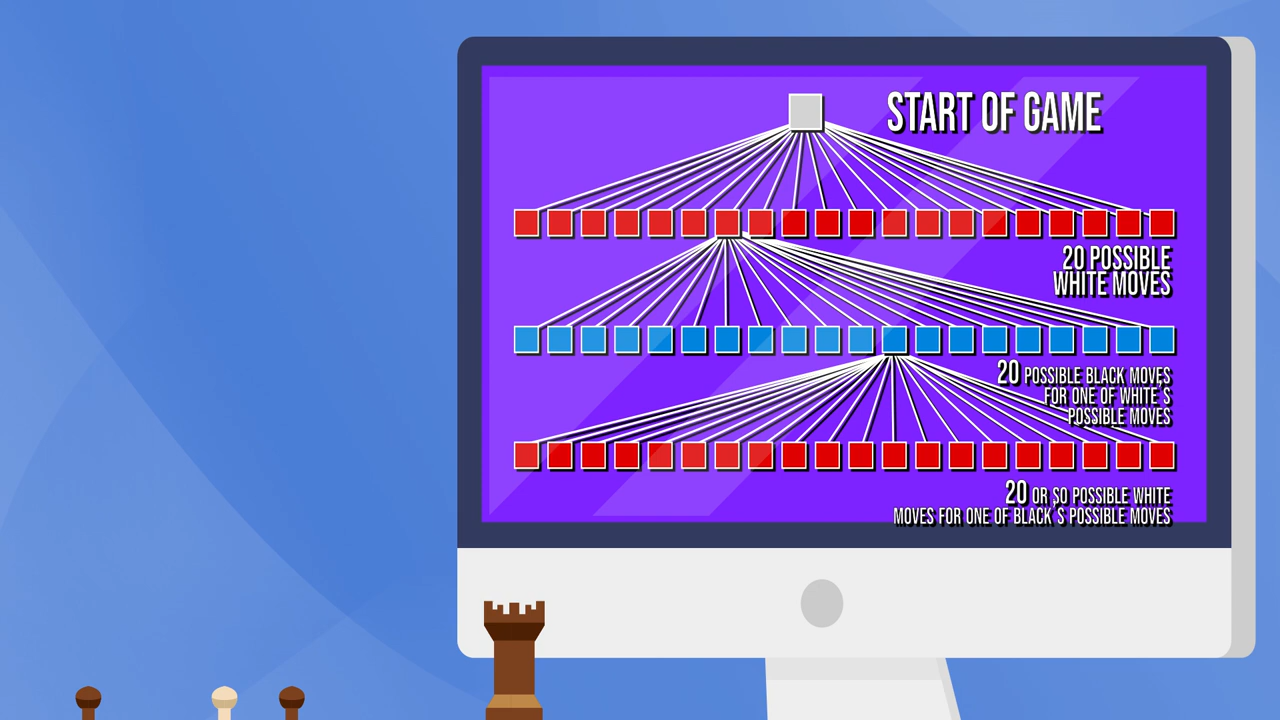 START OF GAME
20 POSSIBLE
WHITE MOVES
20 POSSIBLE BLACK MOVES
FOR ONE OF WHITE'S
POSSIBLE MOVES
20 OR SO POSSIBLE WHITE
MOVES FOR ONE OF BLACK'S POSSIBLE MOVES